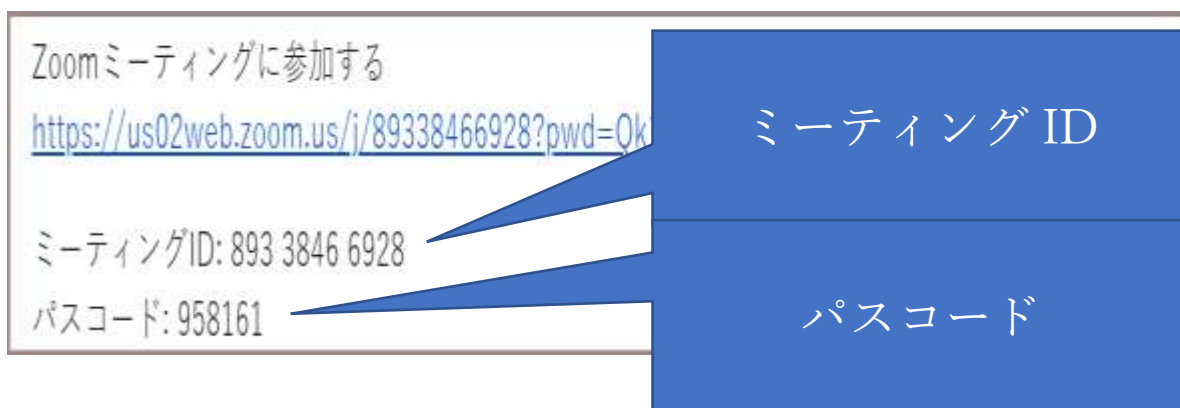 Zoomミーティングに参加する
https://us02web.zoom.us/j/89338466928?pwd=Qk
ミーティングID: 893 3846 6928
パスコード: 958161
ミーティング ID
パスコード